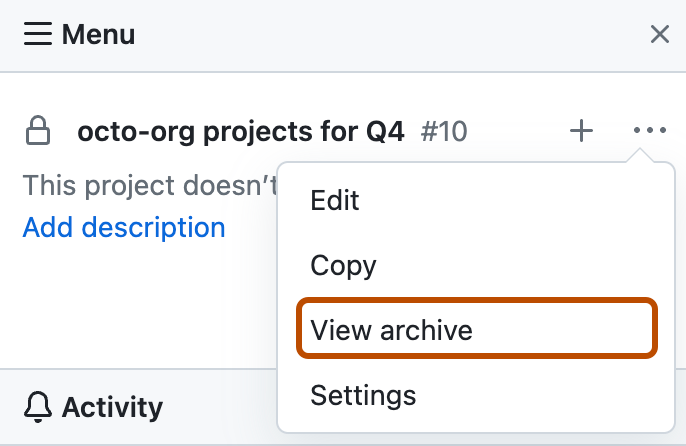 Menu
octo-org projects for Q4 #10
This project doesn't
Add description
Edit
Copy
View archive
Settings
Activity